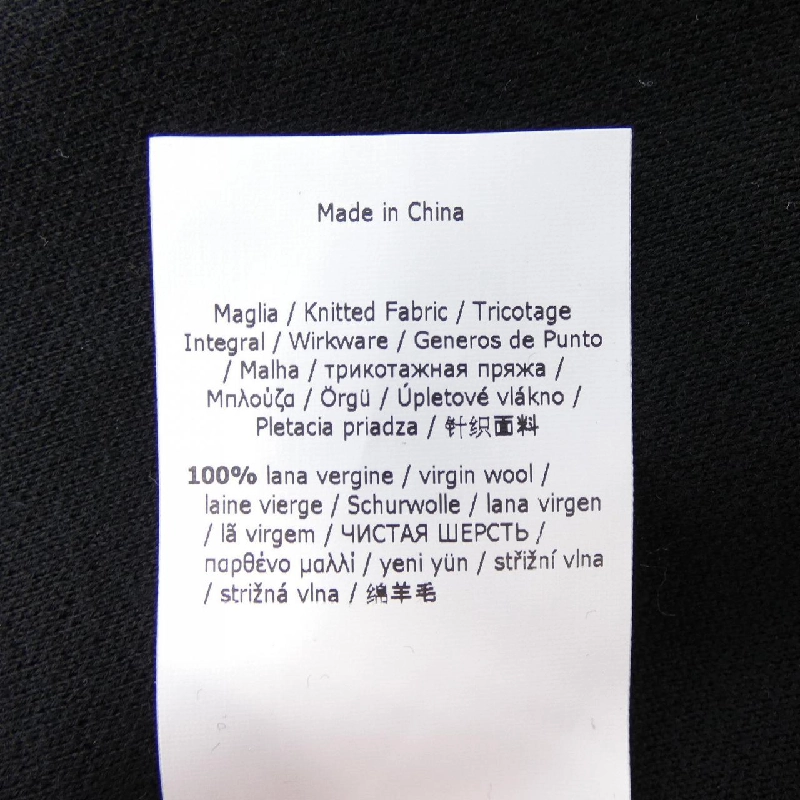 Made in China
Maglia / Knitted Fabric / Tricotage
Integral / Wirkware / Generos de Punto
/ Malha / трикотажная пряжа /
Μπλούζα / Örgü / Úpletové vlákno /
Pletacia priadza / 针织面料
100% lana vergine / virgin wool /
laine vierge / Schurwolle / lana virgen
/ lã virgem / ЧИСТАЯ ШЕРСТЬ /
παρθένο μαλλί / yeni yün / střižní vlna
/ strižná vlna / 绵羊毛